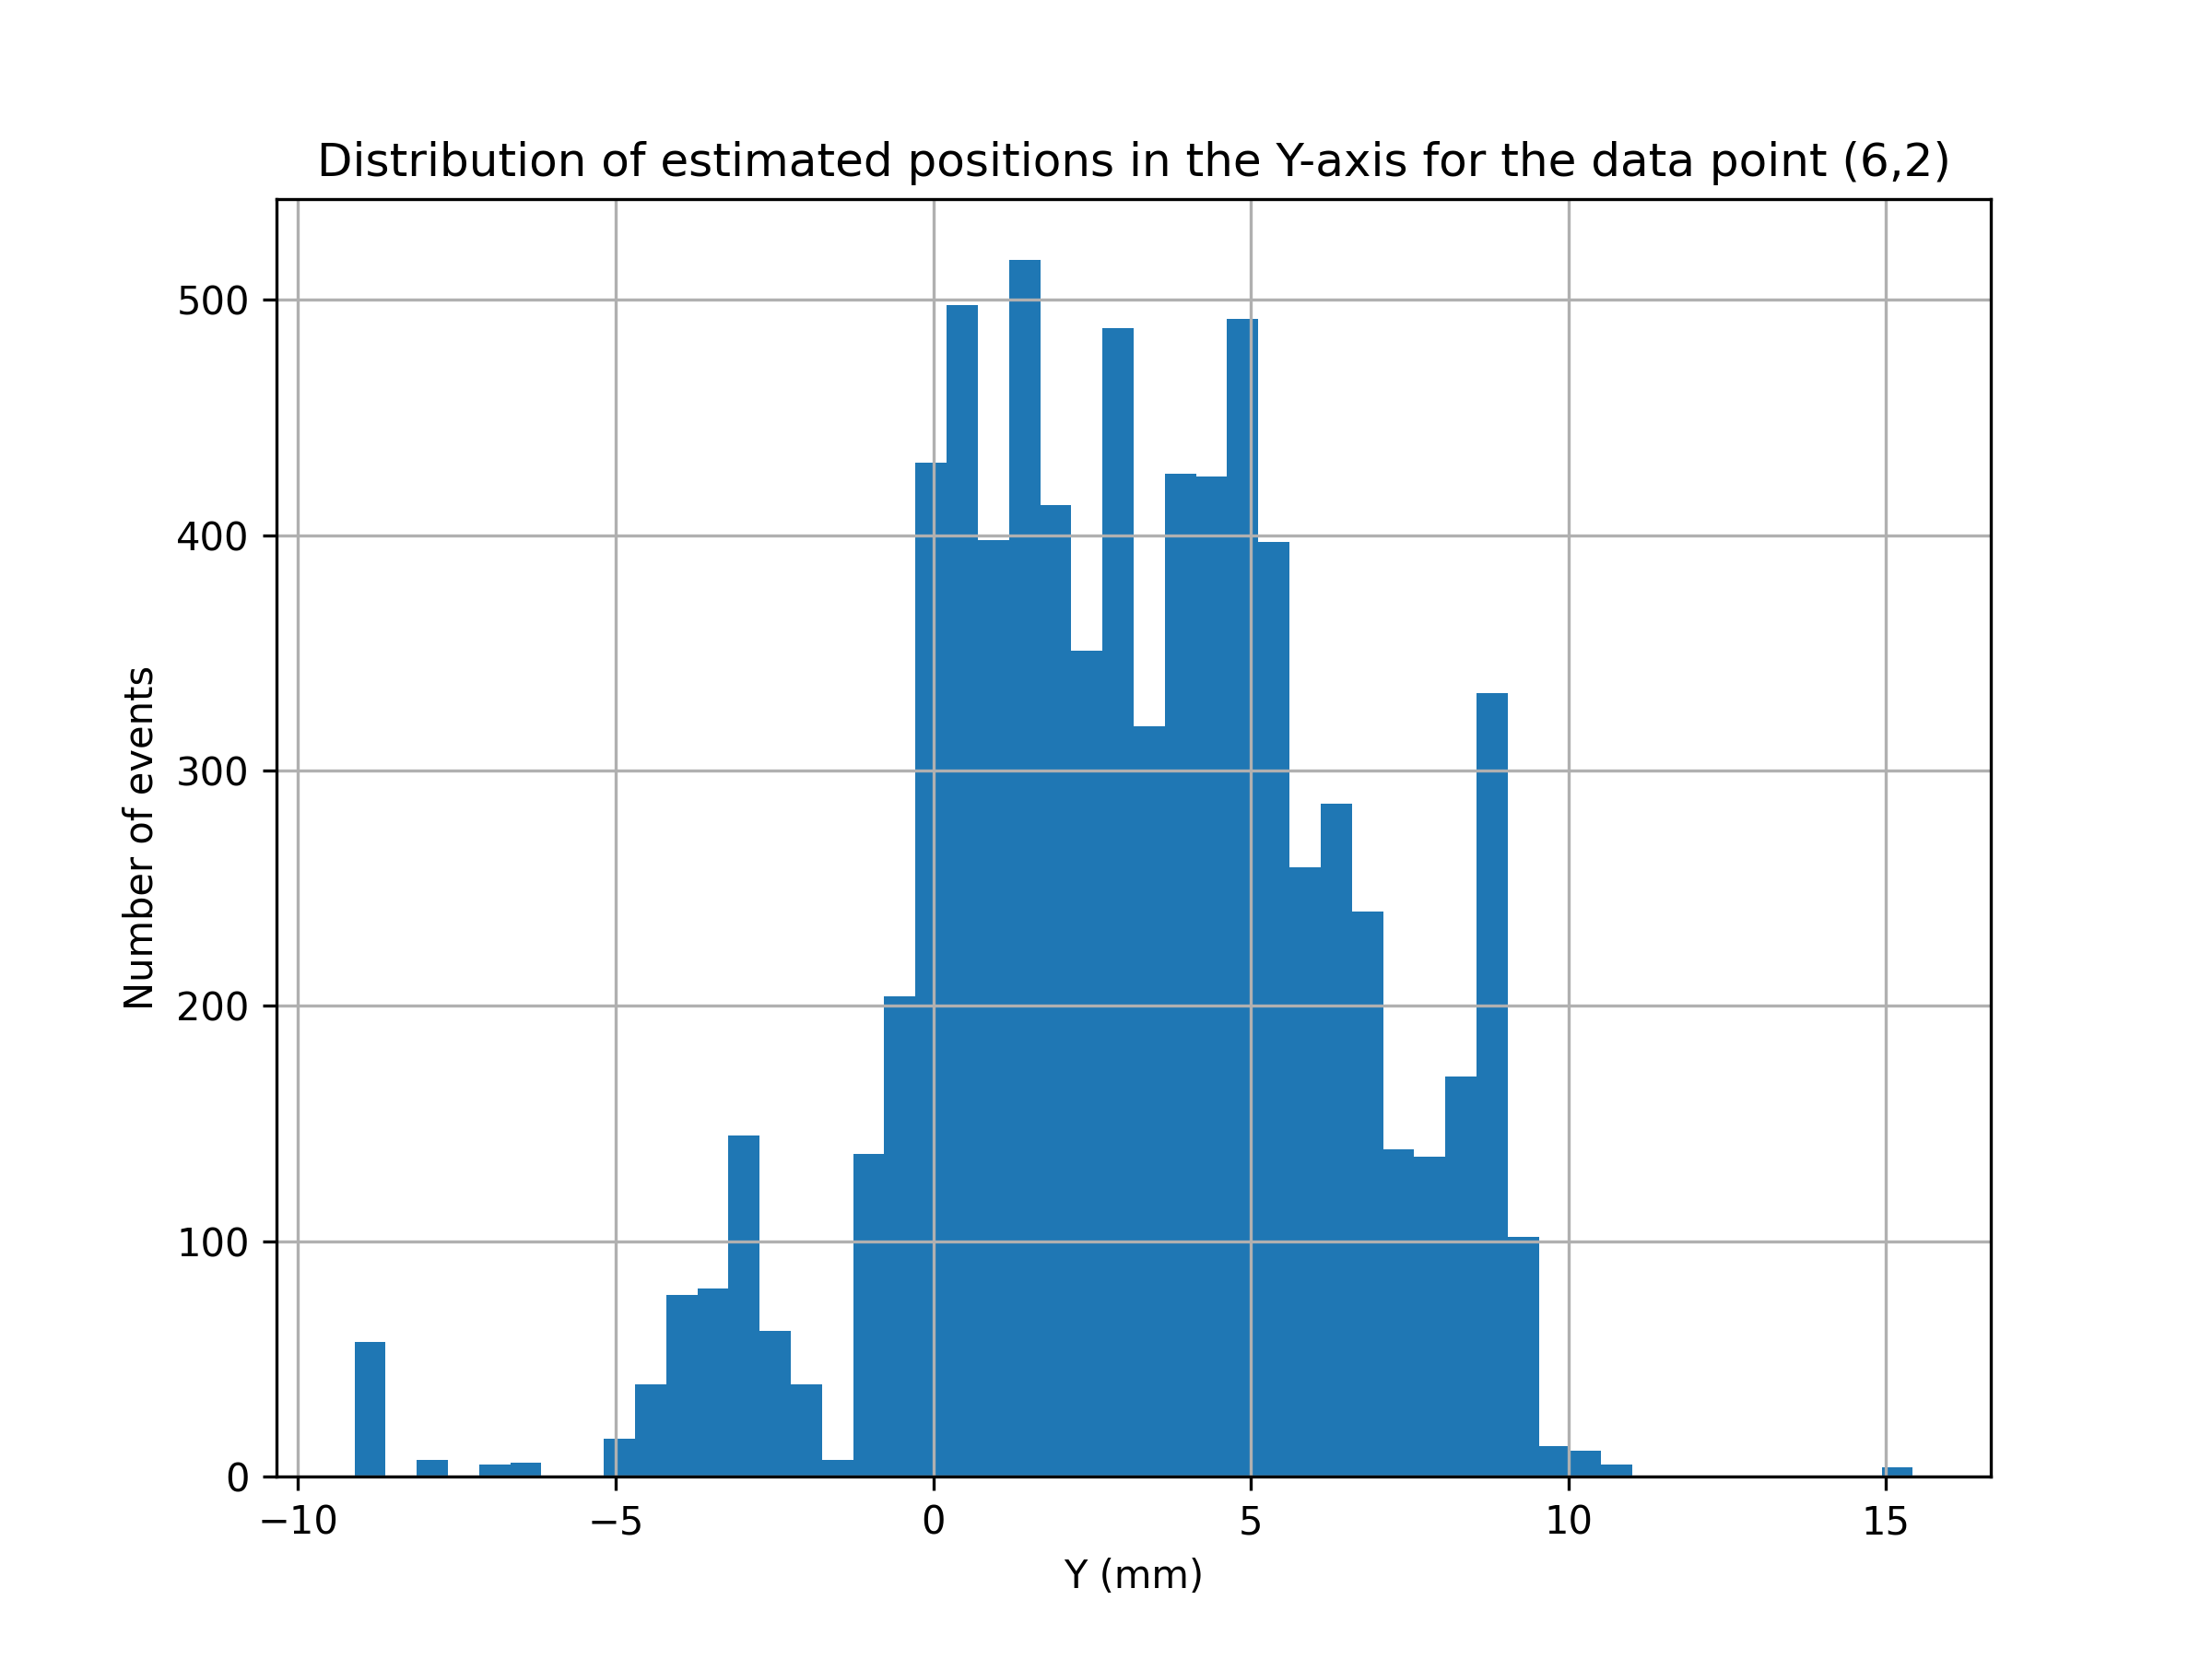 Distribution of estimated positions in the Y-axis for the data point (6,2)
500
400
300
200
100
0
Number of events
−10 −5 0 5 10 15
Y (mm)